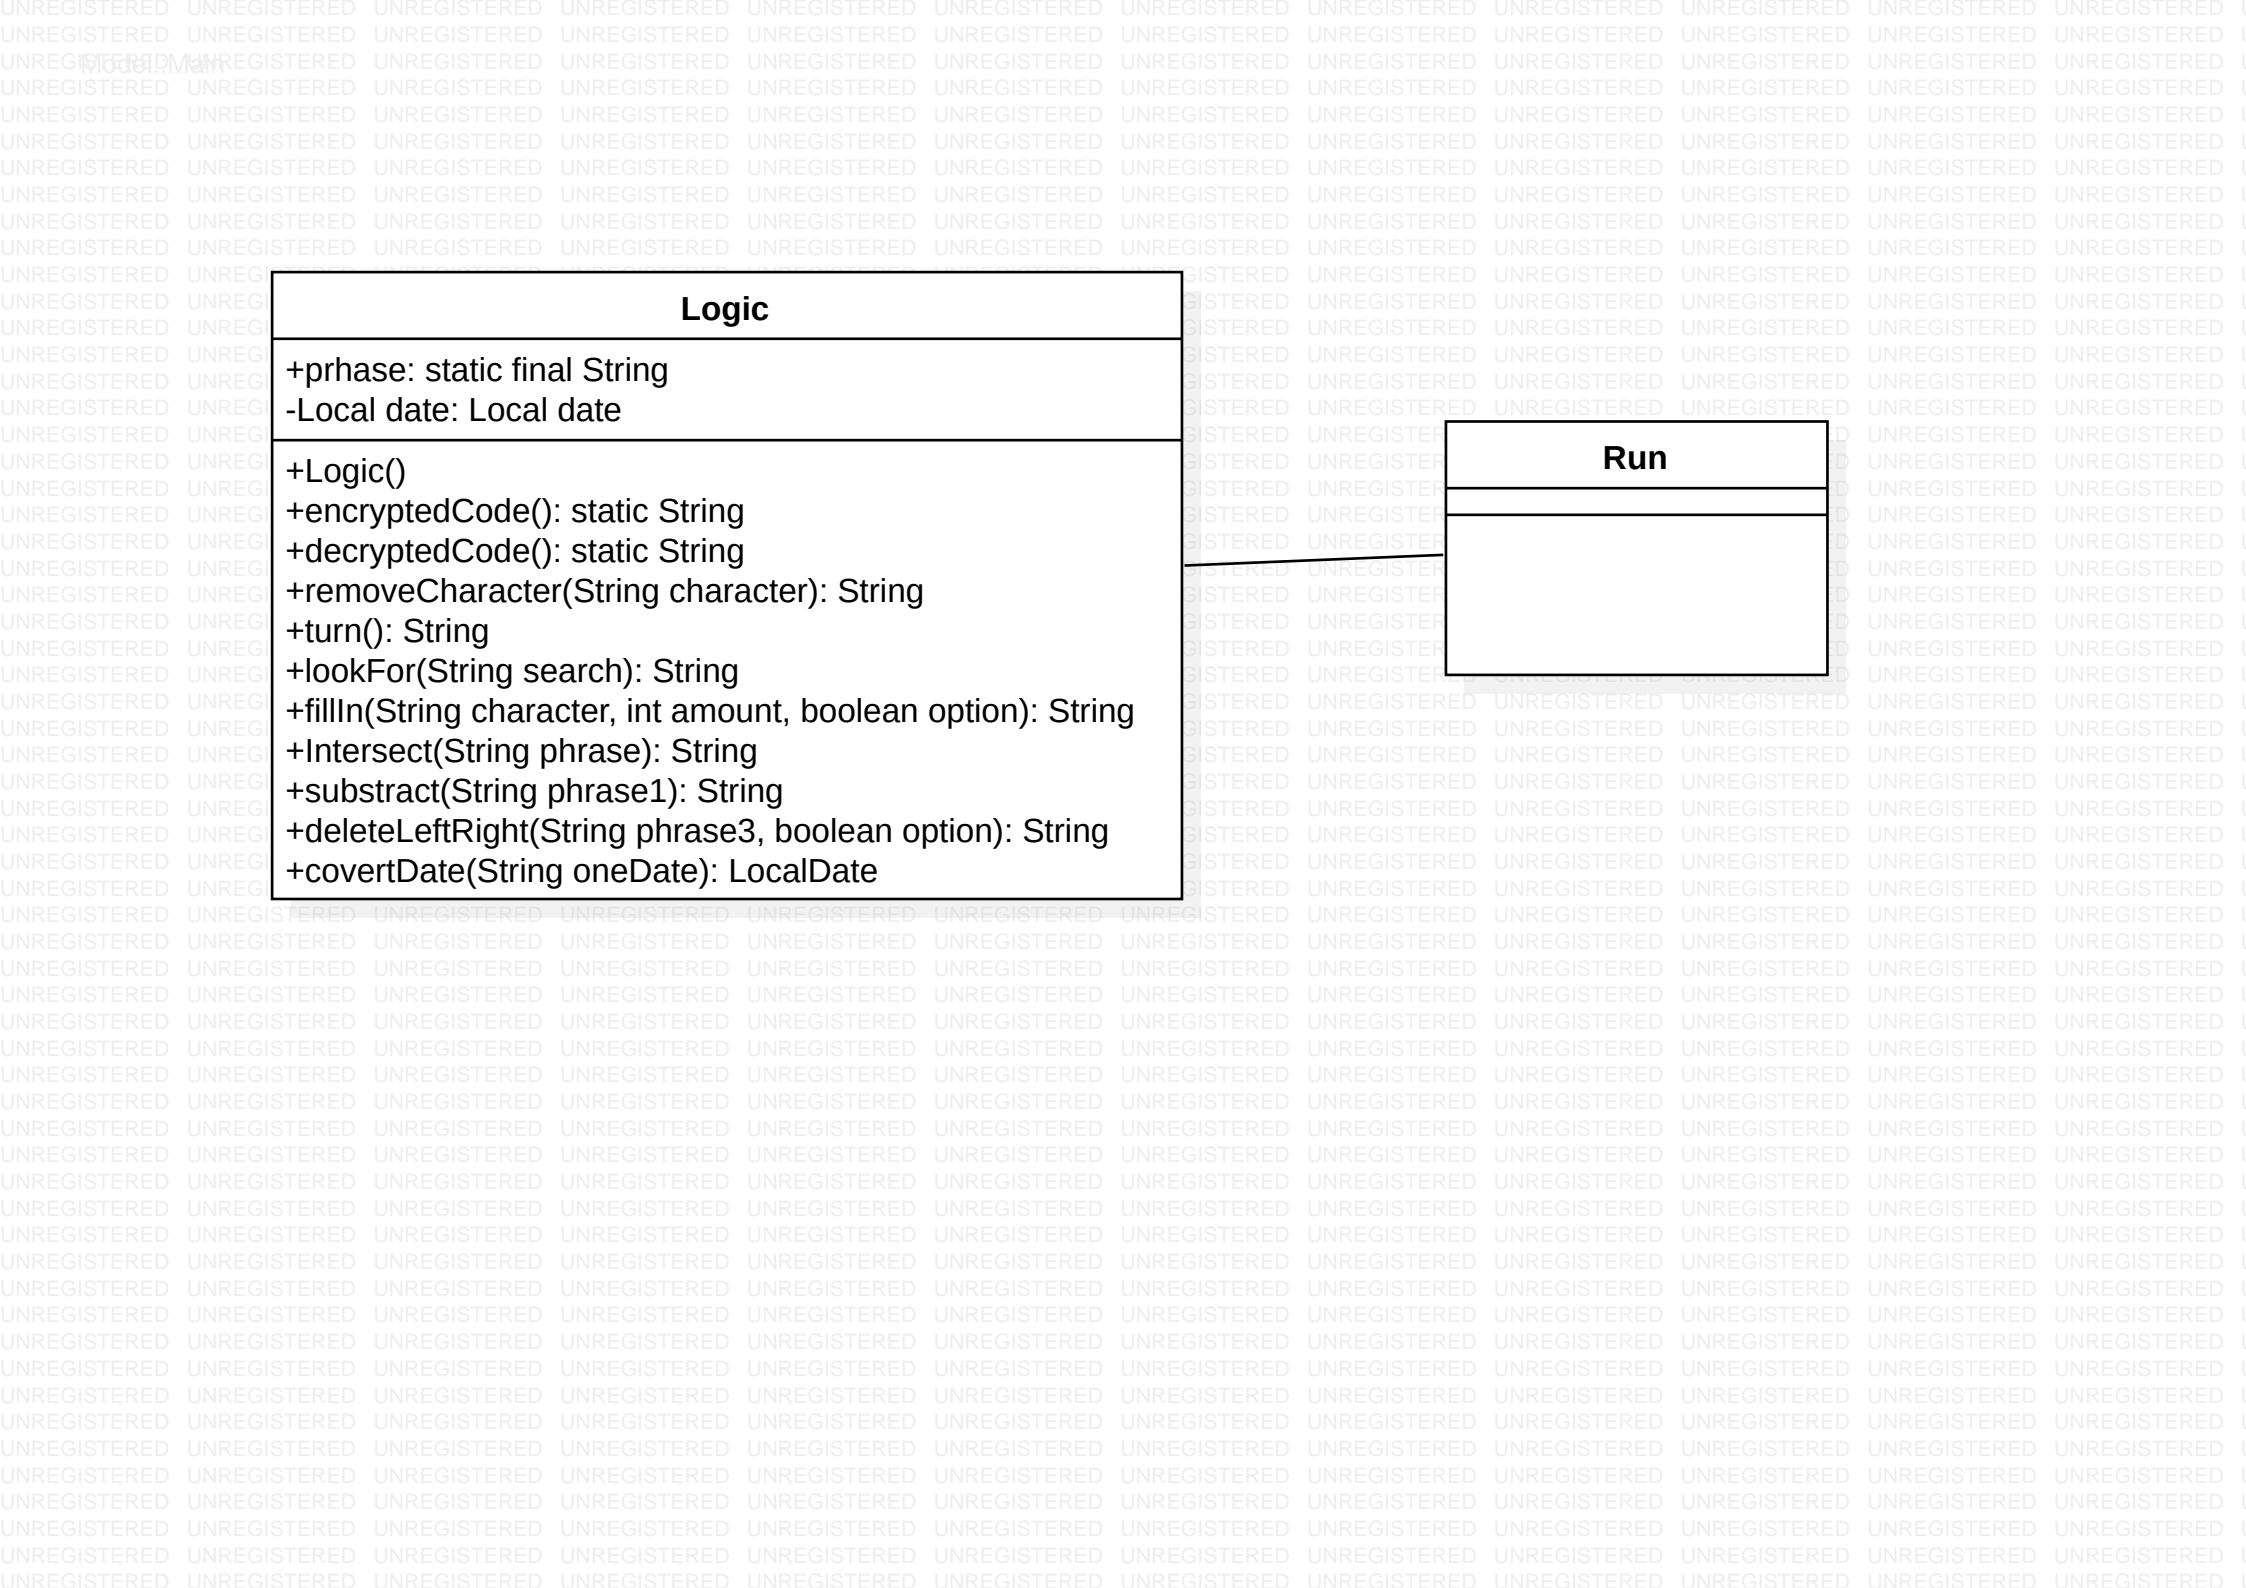 Model::Main
Logic
+prhase: static final String
-Local date: Local date
+Logic()
+encryptedCode(): static String
+decryptedCode(): static String
+removeCharacter(String character): String
+turn(): String
+lookFor(String search): String
+fillIn(String character, int amount, boolean option): String
+Intersect(String phrase): String
+substract(String phrase1): String
+deleteLeftRight(String phrase3, boolean option): String
+covertDate(String oneDate): LocalDate
Run
UNREGISTERED